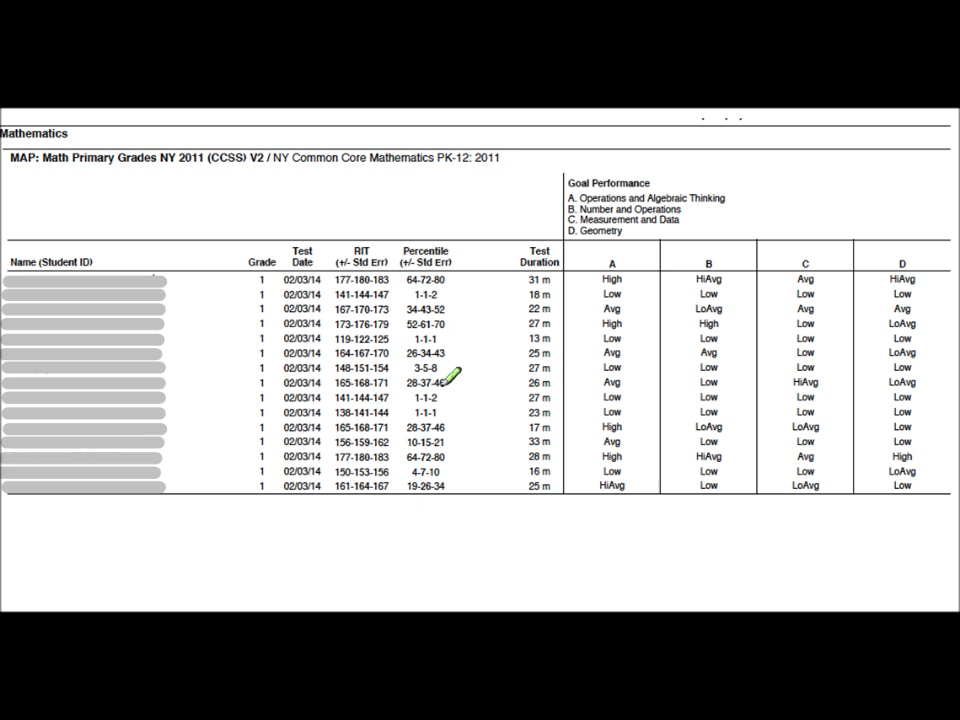 Mathematics
MAP: Math Primary Grades NY 2011 (CCSS) V2 / NY Common Core Mathematics PK-12: 2011
Goal Performance
A. Operations and Algebraic Thinking
B. Number and Operations
C. Measurement and Data
D. Geometry
Name (Student ID) Grade Test Date RIT (+/- Std Err) Percentile (+/- Std Err) Test Duration A B C D
1 02/03/14 177-180-183 64-72-80 31 m High HiAvg Avg HiAvg
1 02/03/14 141-144-147 1-1-2 18 m Low Low Low Low
1 02/03/14 167-170-173 34-43-52 22 m Avg LoAvg Avg Avg
1 02/03/14 173-176-179 52-61-70 27 m High High Low LoAvg
1 02/03/14 119-122-125 1-1-1 13 m Low Low Low Low
1 02/03/14 164-167-170 26-34-43 25 m Avg Avg Low LoAvg
1 02/03/14 148-151-154 3-5-8 27 m Low Low Low Low
1 02/03/14 165-168-171 28-37-46 26 m Avg Low HiAvg LoAvg
1 02/03/14 141-144-147 1-1-2 27 m Low Low Low Low
1 02/03/14 138-141-144 1-1-1 23 m Low Low Low Low
1 02/03/14 165-168-171 28-37-46 17 m High LoAvg LoAvg Low
1 02/03/14 156-159-162 10-15-21 33 m Avg Low Low Low
1 02/03/14 177-180-183 64-72-80 28 m High HiAvg Avg High
1 02/03/14 150-153-156 4-7-10 16 m Low Low Low LoAvg
1 02/03/14 161-164-167 19-26-34 25 m HiAvg Low LoAvg Low